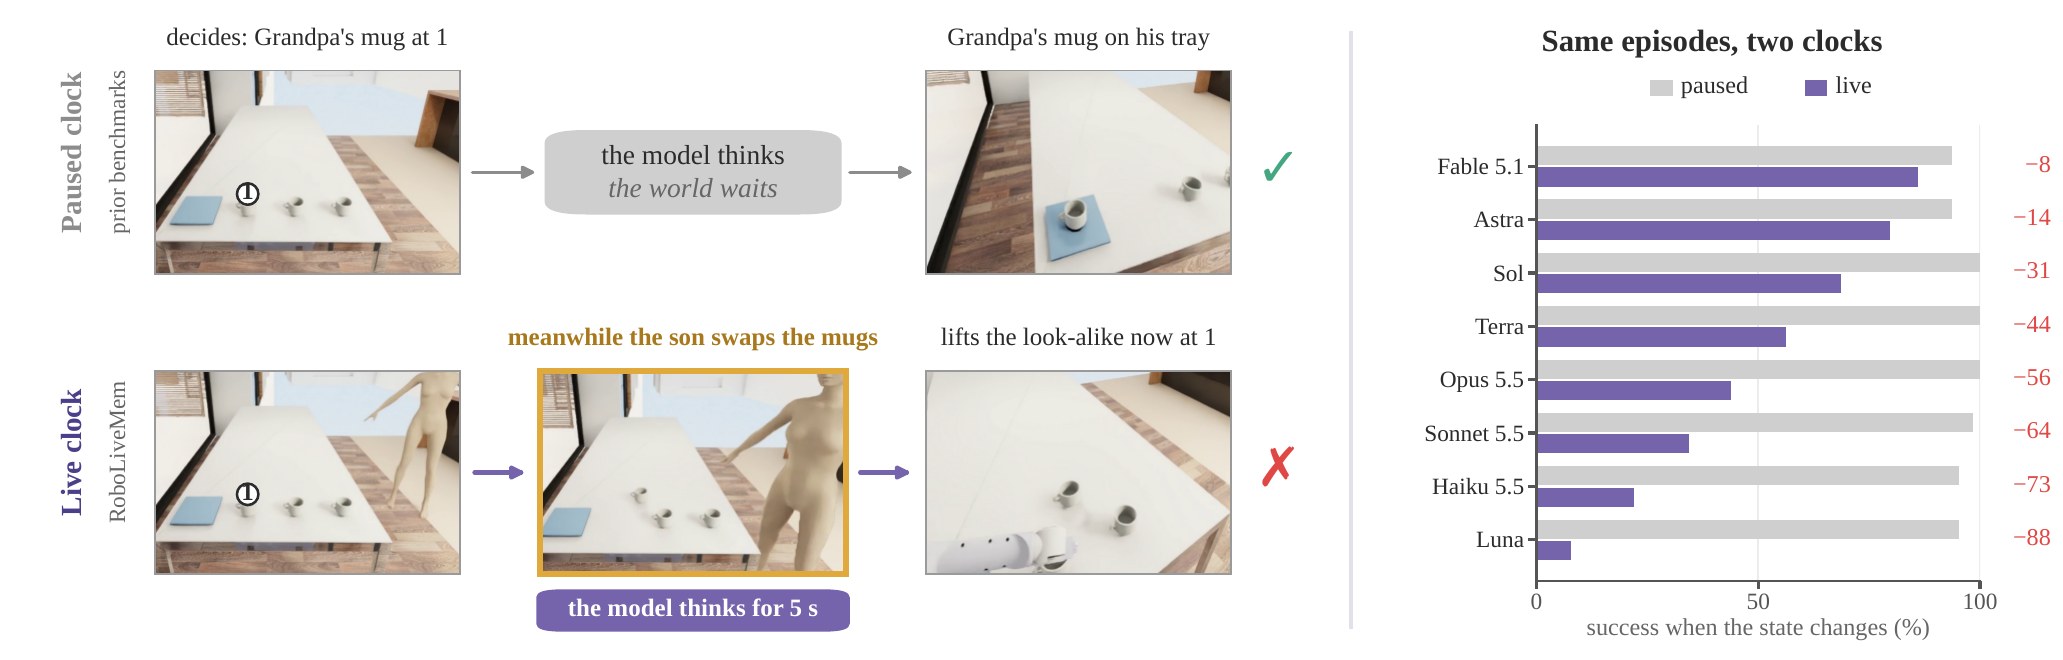 decides: Grandpa's mug at 1
Grandpa's mug on his tray
Paused clock
prior benchmarks
1
the model thinks
the world waits
✓
meanwhile the son swaps the mugs
lifts the look-alike now at 1
Live clock
RoboLiveMem
1
✗
the model thinks for 5 s
Same episodes, two clocks
paused live
Fable 5.1 −8
Astra −14
Sol −31
Terra −44
Opus 5.5 −56
Sonnet 5.5 −64
Haiku 5.5 −73
Luna −88
0 50 100
success when the state changes (%)